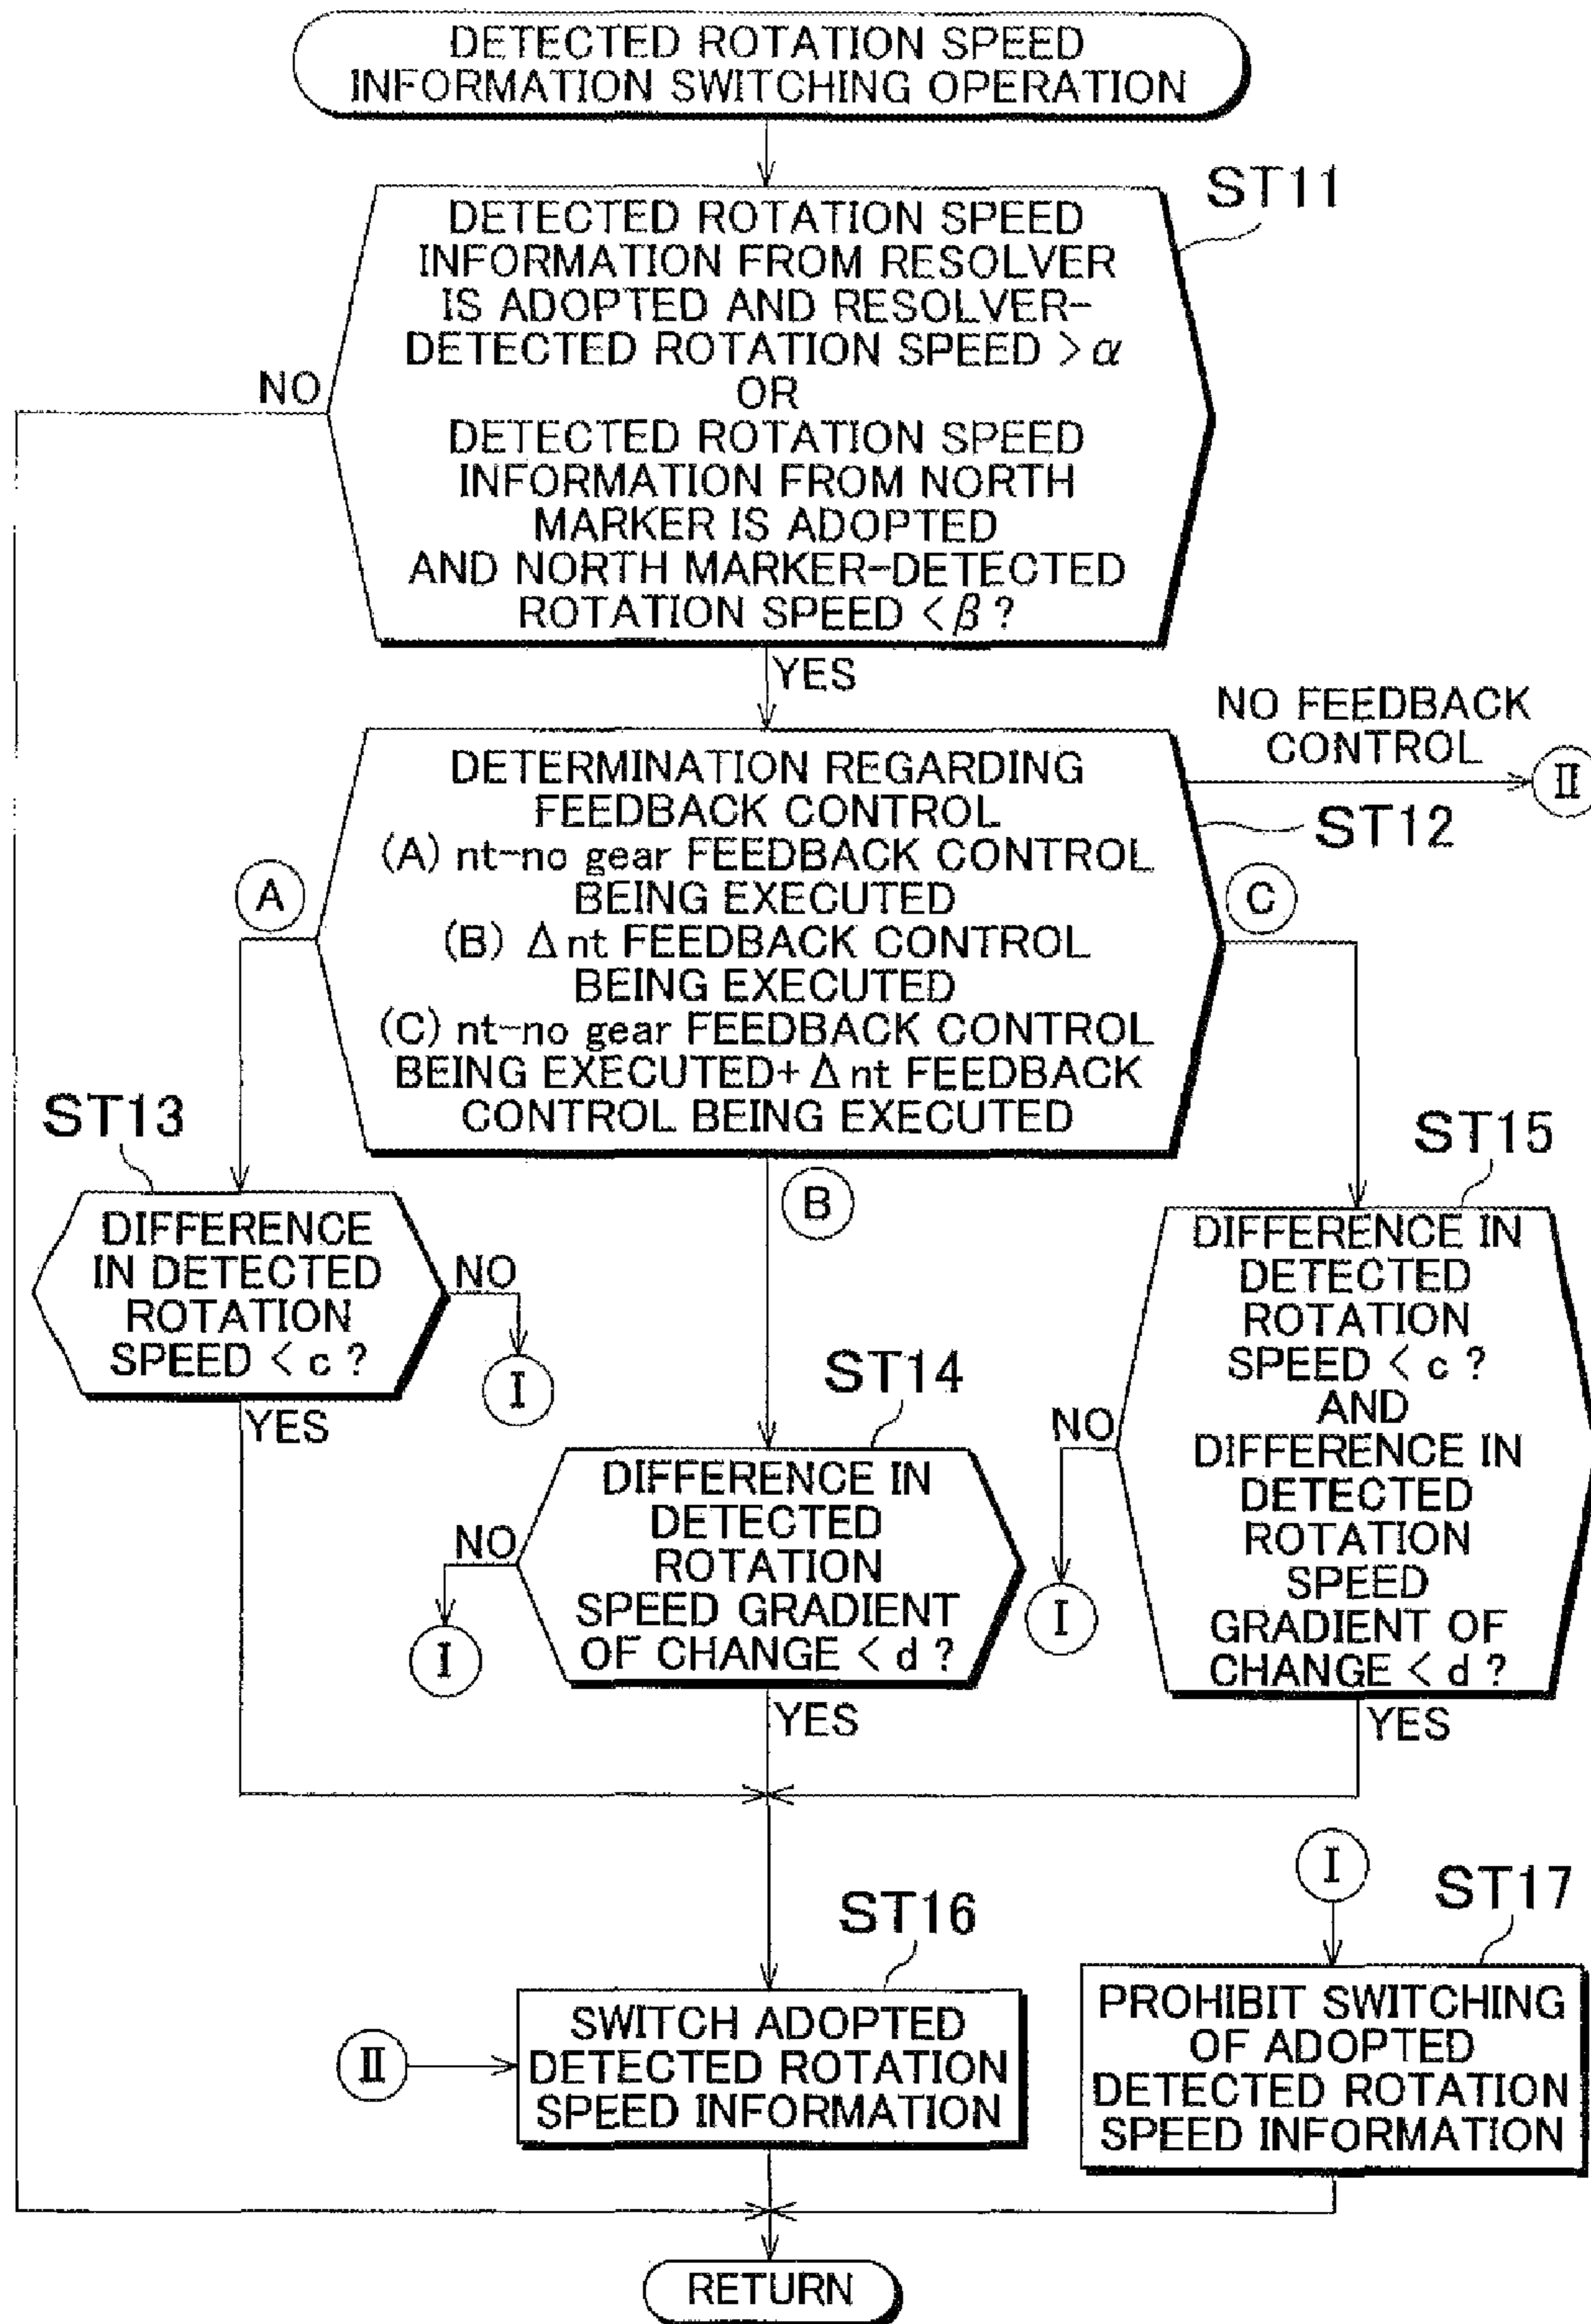 DETECTED ROTATION SPEED
INFORMATION SWITCHING OPERATION
ST11
DETECTED ROTATION SPEED
INFORMATION FROM RESOLVER
IS ADOPTED AND RESOLVER-
DETECTED ROTATION SPEED > α
OR
DETECTED ROTATION SPEED
INFORMATION FROM NORTH
MARKER IS ADOPTED
AND NORTH MARKER-DETECTED
ROTATION SPEED < β ?
NO
YES
NO FEEDBACK
CONTROL
II
ST12
DETERMINATION REGARDING
FEEDBACK CONTROL
(A) nt-no gear FEEDBACK CONTROL
BEING EXECUTED
(B) Δ nt FEEDBACK CONTROL
BEING EXECUTED
(C) nt-no gear FEEDBACK CONTROL
BEING EXECUTED+ Δ nt FEEDBACK
CONTROL BEING EXECUTED
A
C
B
ST13
DIFFERENCE
IN DETECTED
ROTATION
SPEED < c ?
NO
I
YES
ST14
DIFFERENCE IN
DETECTED
ROTATION
SPEED GRADIENT
OF CHANGE < d ?
NO
I
YES
ST15
DIFFERENCE IN
DETECTED
ROTATION
SPEED < c ?
AND
DIFFERENCE IN
DETECTED
ROTATION
SPEED
GRADIENT OF
CHANGE < d ?
NO
I
YES
ST16
II
SWITCH ADOPTED
DETECTED ROTATION
SPEED INFORMATION
I
ST17
PROHIBIT SWITCHING
OF ADOPTED
DETECTED ROTATION
SPEED INFORMATION
RETURN